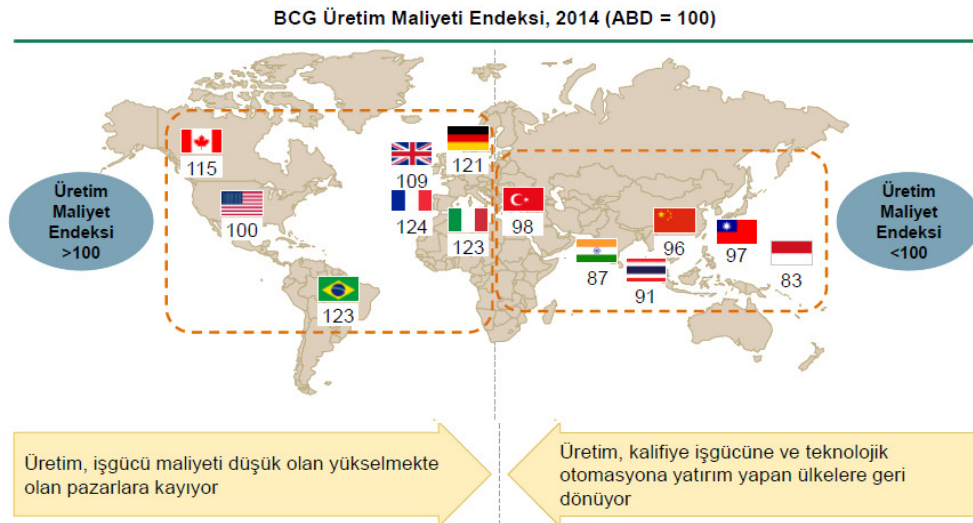 BCG Üretim Maliyeti Endeksi, 2014 (ABD = 100)
115
100
109
121
124
123
123
98
87
91
96
97
83
Üretim
Maliyet
Endeksi
>100
Üretim
Maliyet
Endeksi
<100
Üretim, işgücü maliyeti düşük olan yükselmekte
olan pazarlara kayıyor
Üretim, kalifiye işgücüne ve teknolojik
otomasyona yatırım yapan ülkelere geri
dönüyor